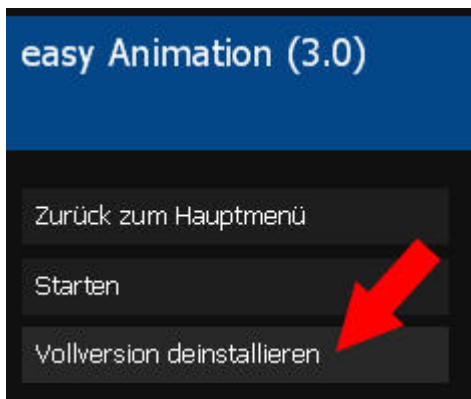 easy Animation (3.0)
Zurück zum Hauptmenü
Starten
Vollversion deinstallieren